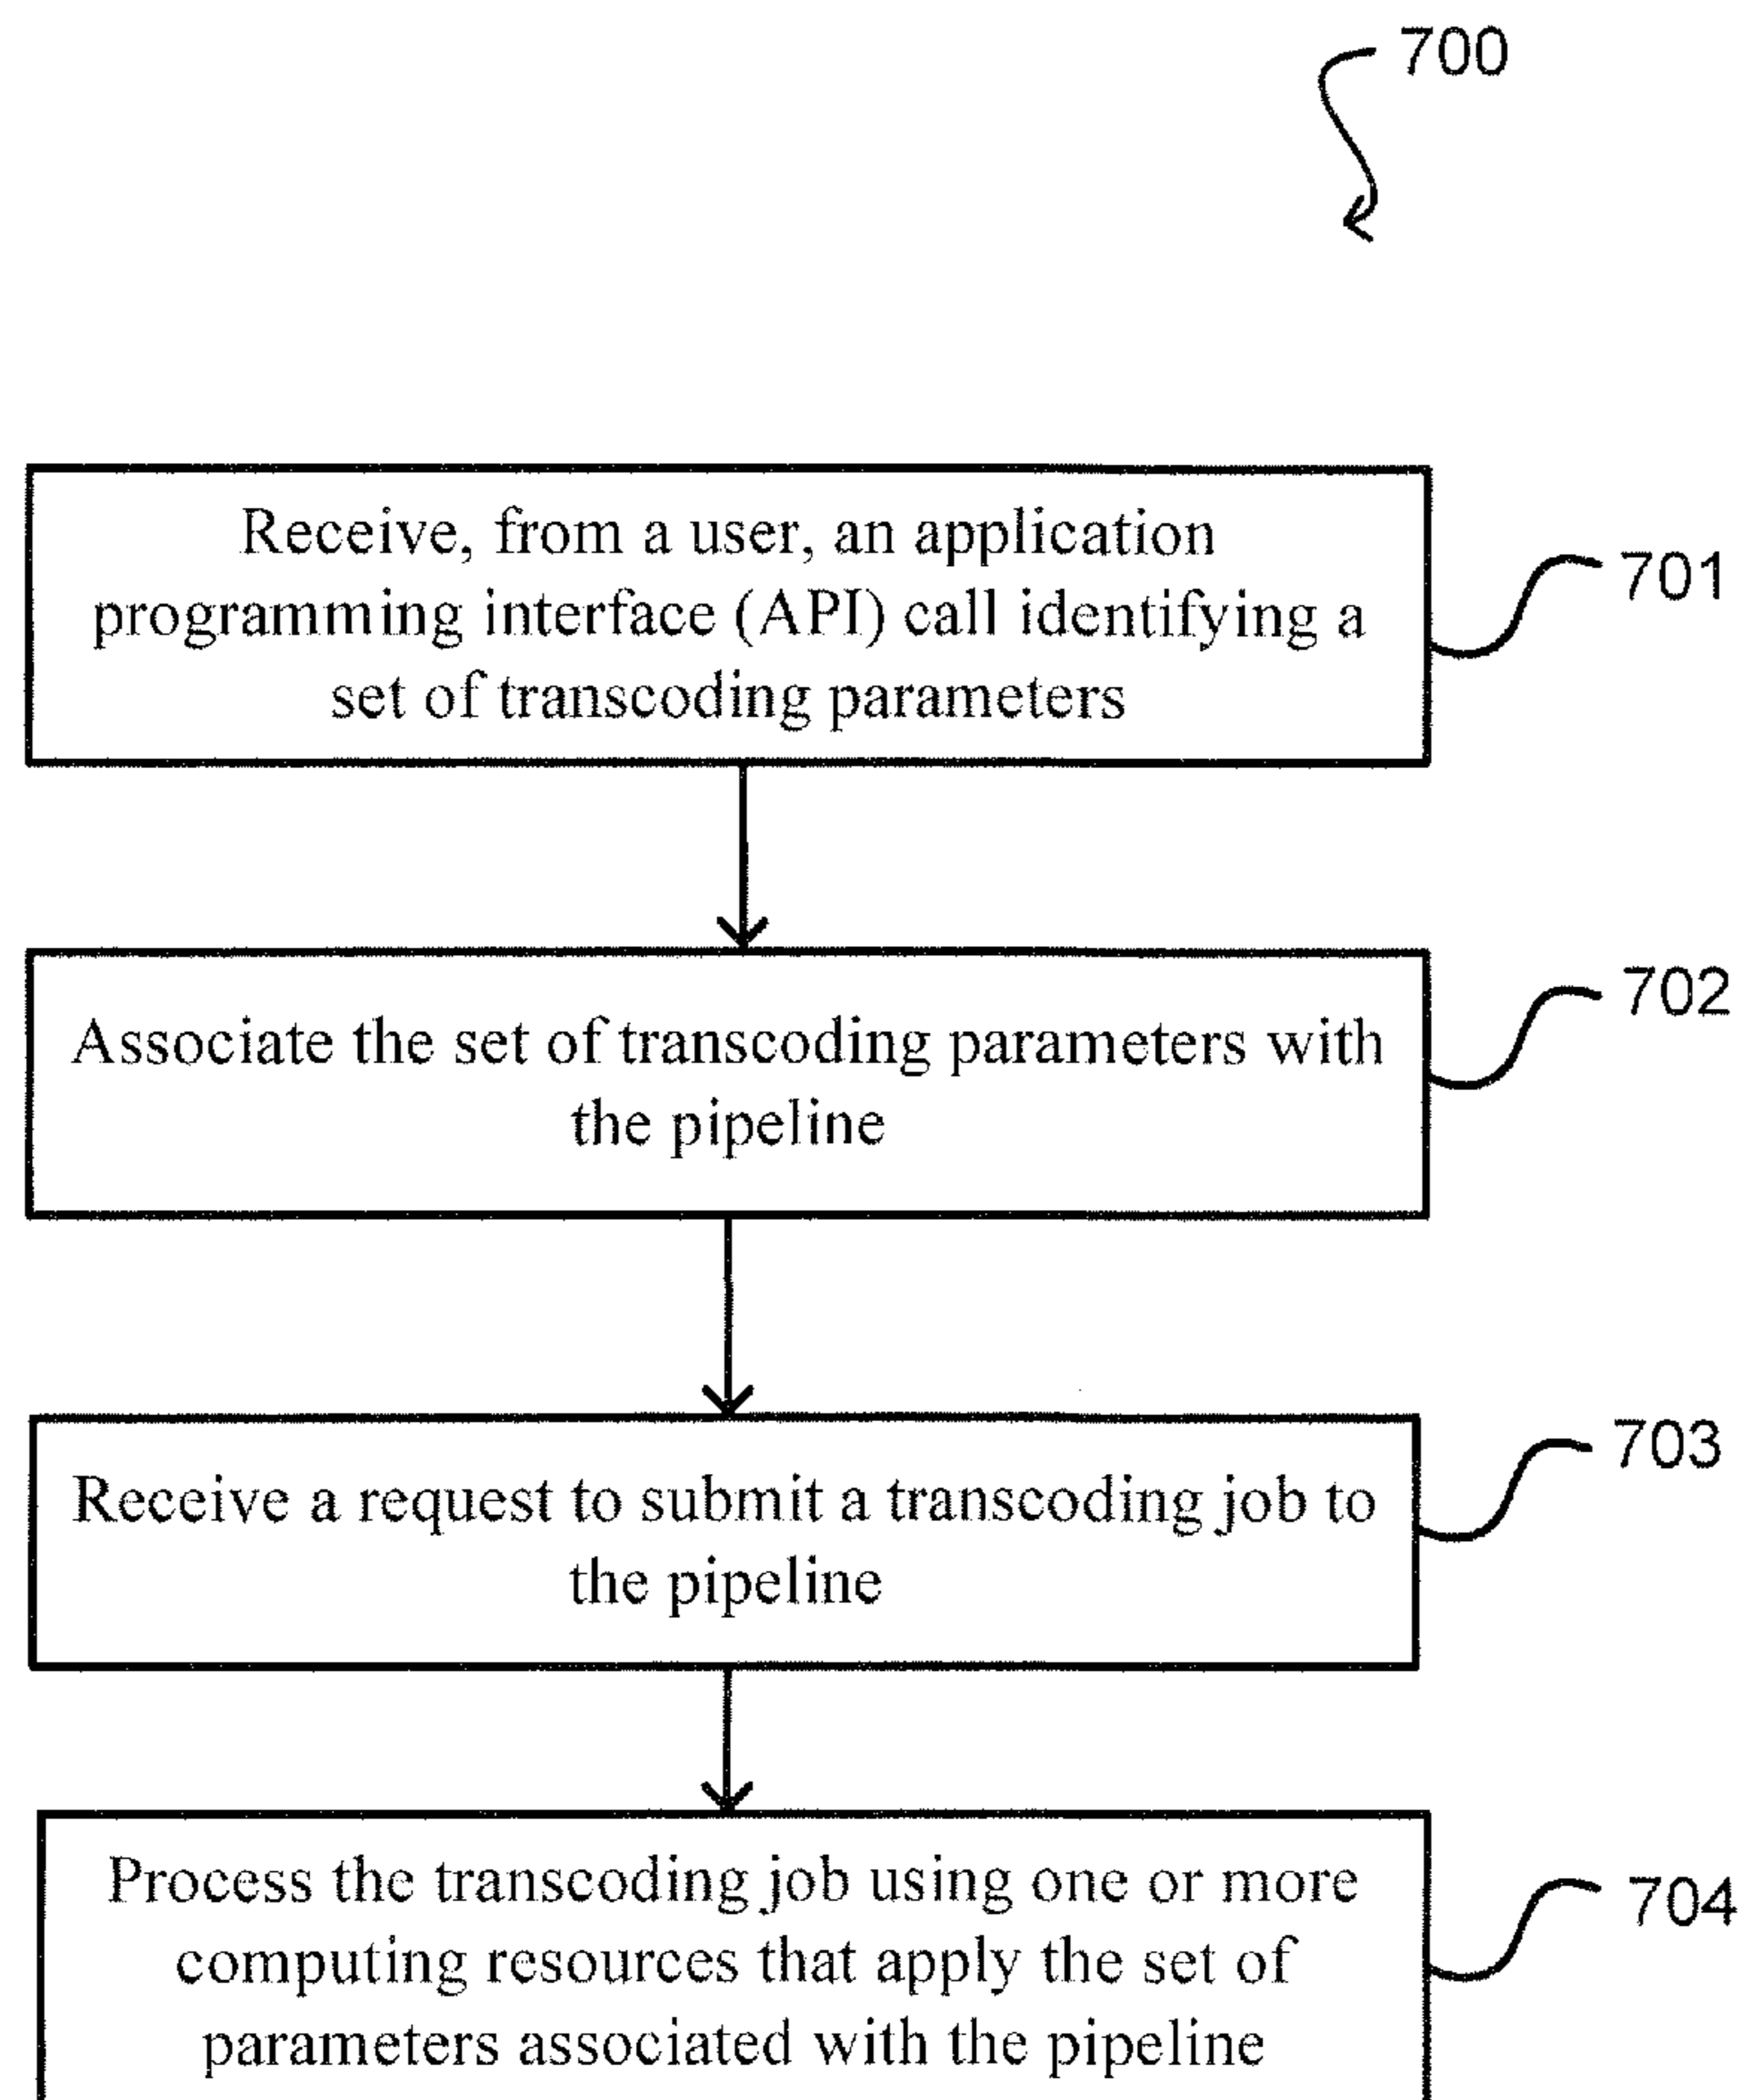 700
Receive, from a user, an application
programming interface (API) call identifying a
set of transcoding parameters
701
Associate the set of transcoding parameters with
the pipeline
702
Receive a request to submit a transcoding job to
the pipeline
703
Process the transcoding job using one or more
computing resources that apply the set of
parameters associated with the pipeline
704